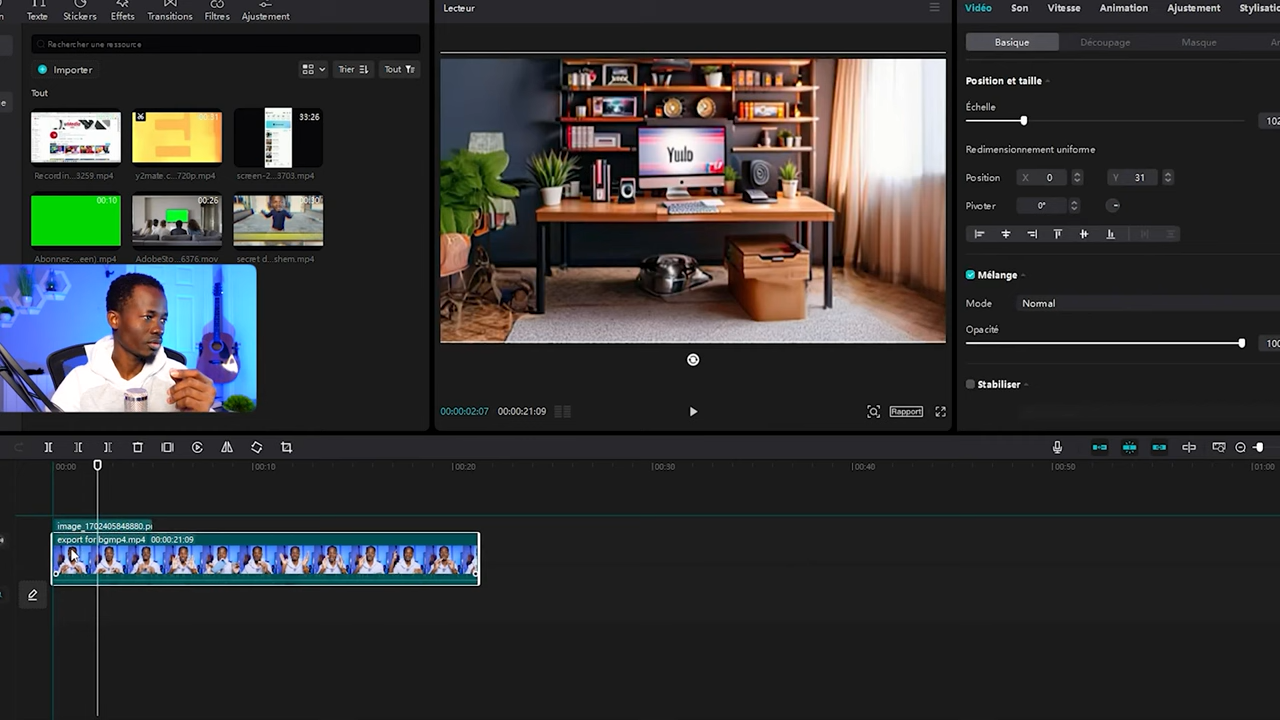 Texte Stickers Effets Transitions Filtres Ajustement
Rechercher une ressource
Importer Trier Tout
Tout
00:31 33:26
Recordin...3259.mp4 y2mate.c...720p.mp4 screen-2...3703.mp4
00:10 00:26 00:30
Abonnez-...een).mp4 AdobeSto...6376.mov secret d...shem.mp4
Lecteur
Yuulo
00:00:02:07 00:00:21:09 Rapport
Vidéo Son Vitesse Animation Ajustement Stylisatio
Basique Découpage Masque
Position et taille
Échelle 102
Redimensionnement uniforme
Position X 0 Y 31
Pivoter 0°
Mélange
Mode Normal
Opacité 100
Stabiliser
00:00 00:10 00:20 00:30 00:40 00:50 01:00
image_1702405848880.p
export for bgmp4.mp4 00:00:21:09